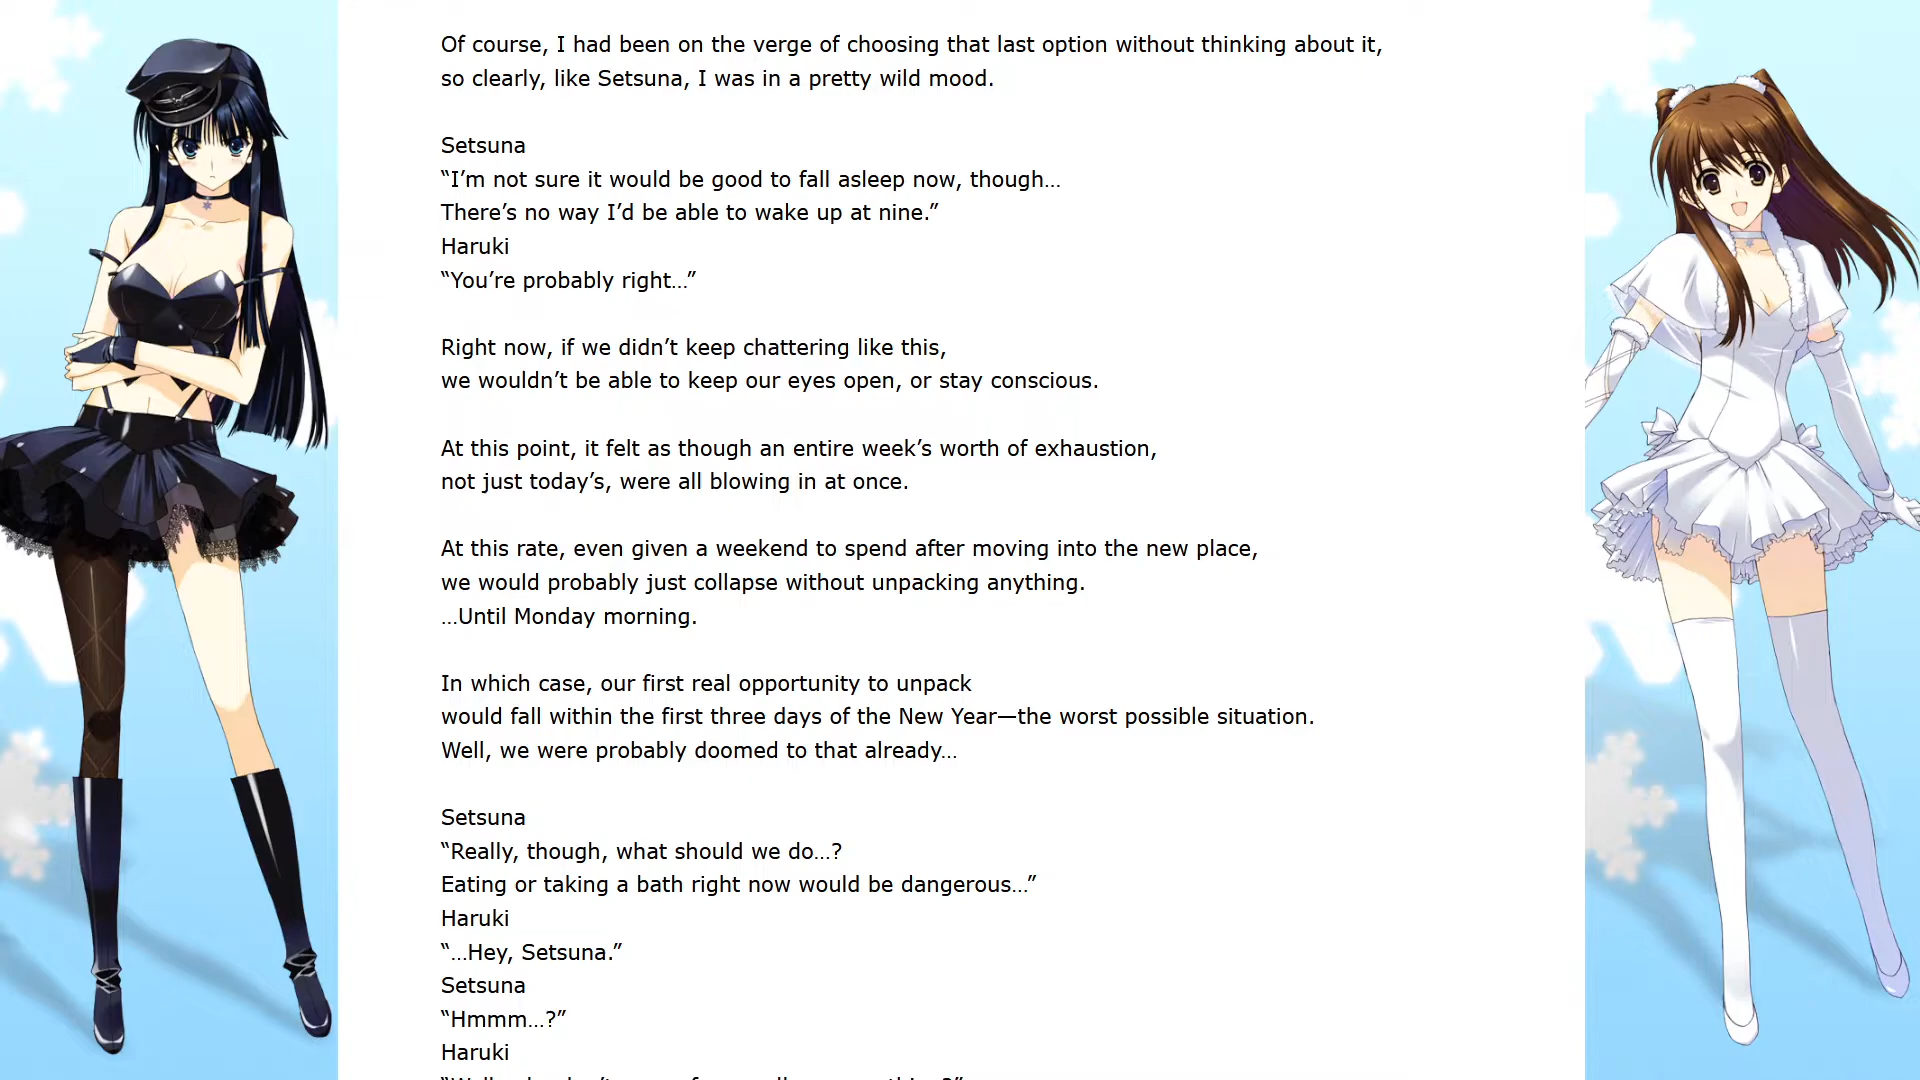 Of course, I had been on the verge of choosing that last option without thinking about it,
so clearly, like Setsuna, I was in a pretty wild mood.
Setsuna
“I’m not sure it would be good to fall asleep now, though…
There’s no way I’d be able to wake up at nine.”
Haruki
“You’re probably right…”
Right now, if we didn’t keep chattering like this,
we wouldn’t be able to keep our eyes open, or stay conscious.
At this point, it felt as though an entire week’s worth of exhaustion,
not just today’s, were all blowing in at once.
At this rate, even given a weekend to spend after moving into the new place,
we would probably just collapse without unpacking anything.
…Until Monday morning.
In which case, our first real opportunity to unpack
would fall within the first three days of the New Year—the worst possible situation.
Well, we were probably doomed to that already…
Setsuna
“Really, though, what should we do…?
Eating or taking a bath right now would be dangerous…”
Haruki
“…Hey, Setsuna.”
Setsuna
“Hmmm…?”
Haruki